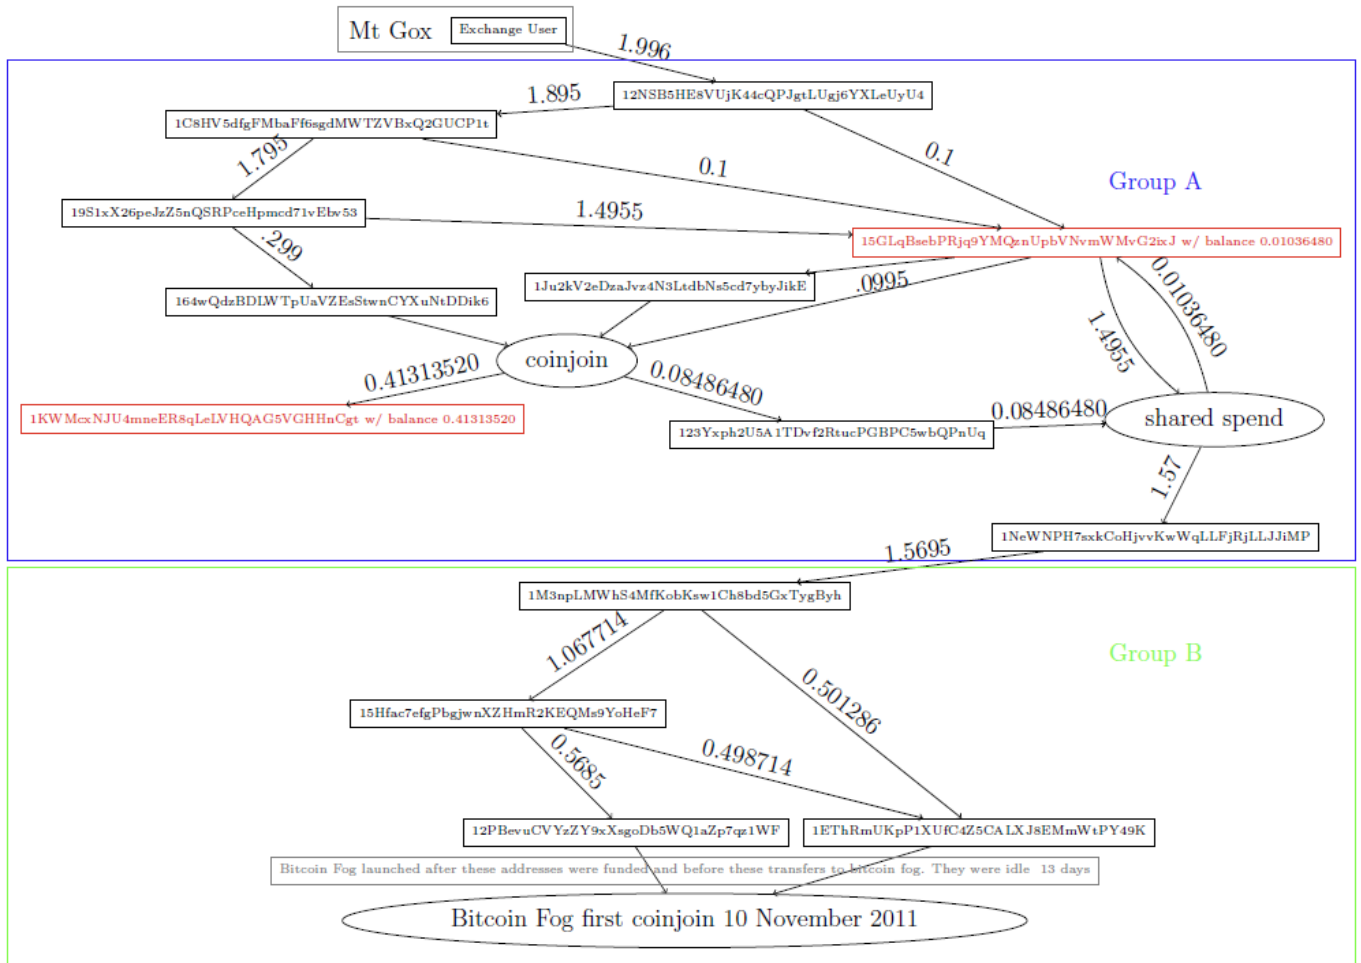 Mt Gox
Exchange User
1.996
12NSB5HE8VUjK44cQPJgtLUgj6YXLeUyU4
1.895
1C8HV5dfgFMbaFf6sgdMWTZVBxQ2GUCP1t
1.795
0.1
0.1
Group A
19S1xX26peJzZ5nQSRPceHpmcd71vEbv53
1.4955
15GLqBsebPRjq9YMQznUpbVNvmWMvG2ixJ w/ balance 0.01036480
.299
1Ju2kV2eDzaJvz4N3LtdbNs5cd7ybyJikE
.0995
0.01036480
164wQdzBDLWTpUaVZEsStwnCYXuNtDDik6
1.4955
coinjoin
0.41313520
0.08486480
1KWMcxNJU4mneER8qLeLVHQAG5VGHHnCgt w/ balance 0.41313520
123Yxph2U5A1TDvf2RtucPGBPC5wbQPnUq
0.08486480
shared spend
1.57
1NeWNPH7sxkCoHjvvKwWqLLFjRjLLJJiMP
1.5695
1M3npLMWhS4MfKobKsw1Ch8bd5GxTygByh
1.067714
Group B
0.501286
15Hfac7efgPbgjwnXZHmR2KEQMs9YoHeF7
0.5685
0.498714
12PBevuCVYzZY9xXsgoDb5WQ1aZp7qz1WF
1EThRmUKpP1XUfC4Z5CALXJ8EMmWtPY49K
Bitcoin Fog launched after these addresses were funded and before these transfers to bitcoin fog. They were idle 13 days
Bitcoin Fog first coinjoin 10 November 2011